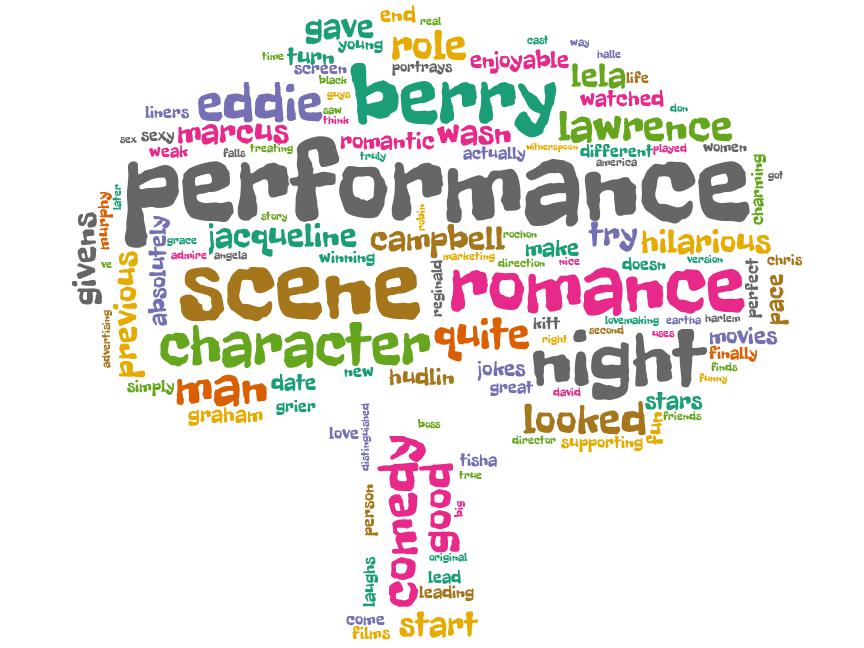 end
real
gave
young
role
cast
way
halle
time
turn
screen
portrays
enjoyable
black
lela
life
guys
liners
eddie
berry
watched
don
saw
think
lawrence
sex
sexy
marcus
romantic
wasn
weak
falls
treating
truly
actually
witherspoon
different
played
women
america
performance
charming
got
later
murphy
givens
story
robin
absolutely
grace
jacqueline
campbell
rochon
make
try
hilarious
admire
angela
winning
marketing
direction
nice
doesn
version
chris
ve
previous
scene
reginald
romance
perfect
pace
advertising
character
quite
kitt
second
lovemaking
eartha
harlem
uses
movies
right
night
finally
finds
funny
simply
man
date
new
hudlin
jokes
great
david
graham
grier
looked
stars
friends
fun
director
supporting
love
distinguished
boss
comedy
good
tisha
true
person
big
original
laughs
lead
leading
come
films
start